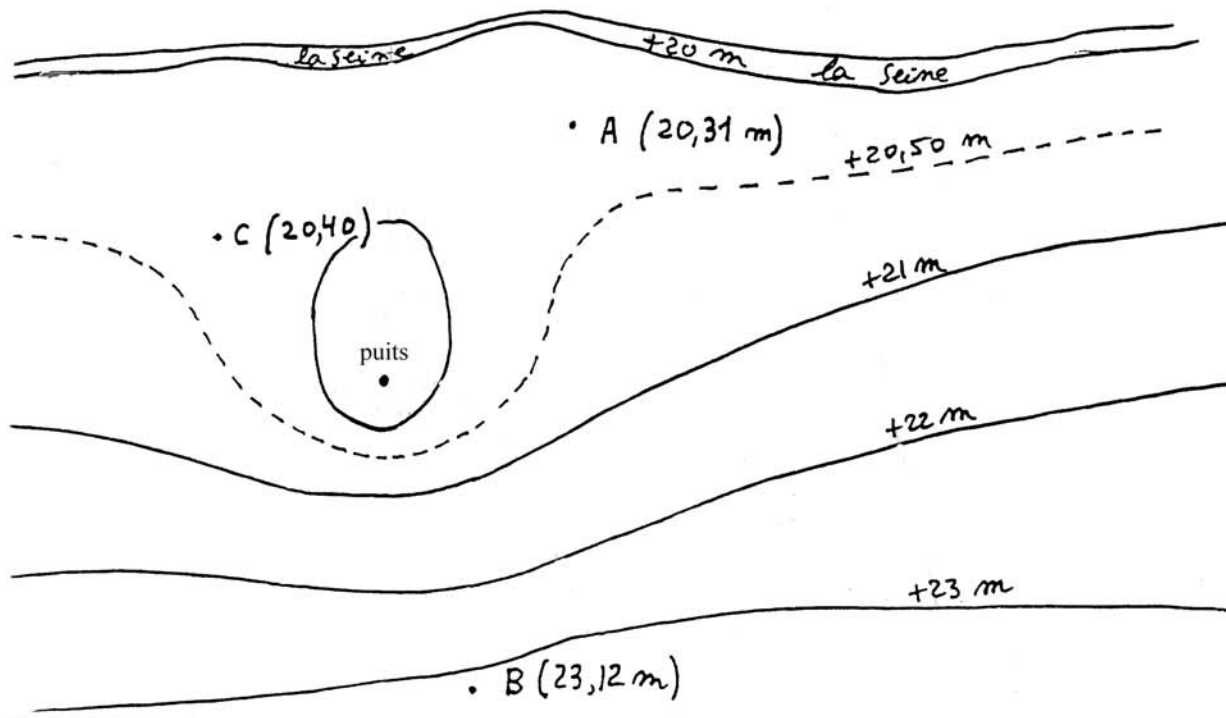 la seine
+20 m
la seine
A (20,31 m)
+20,50 m
C (20,40)
+21 m
puits
+22 m
+23 m
B (23,12 m)